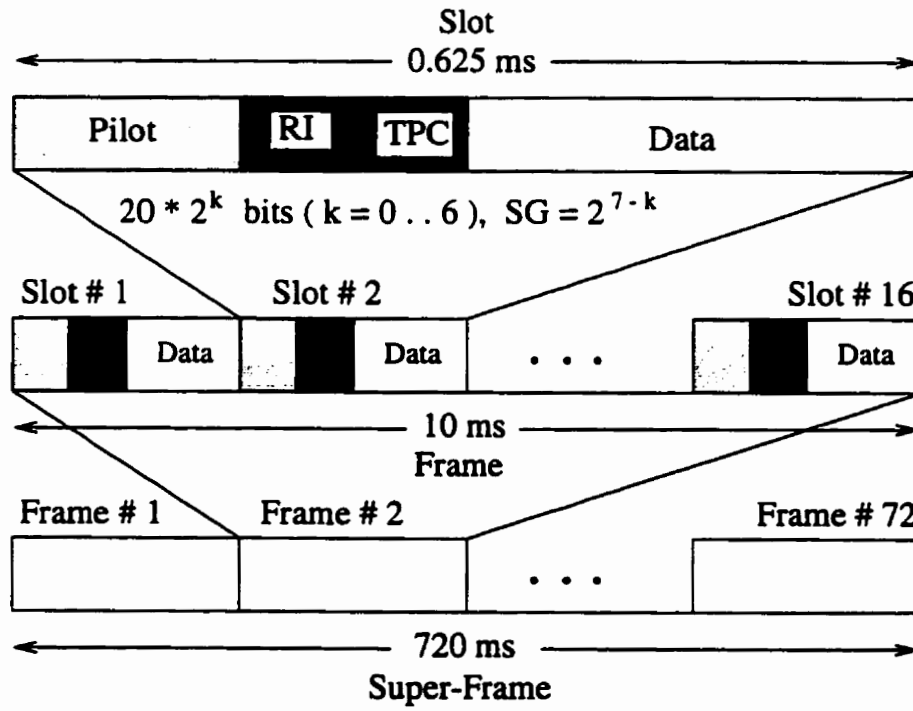 Slot
0.625 ms
Pilot RI TPC Data
20 * 2^k bits ( k = 0 . . 6 ), SG = 2^7 - k
Slot # 1 Slot # 2 Slot # 16
Data Data . . . Data
10 ms
Frame
Frame # 1 Frame # 2 Frame # 72
. . .
720 ms
Super-Frame